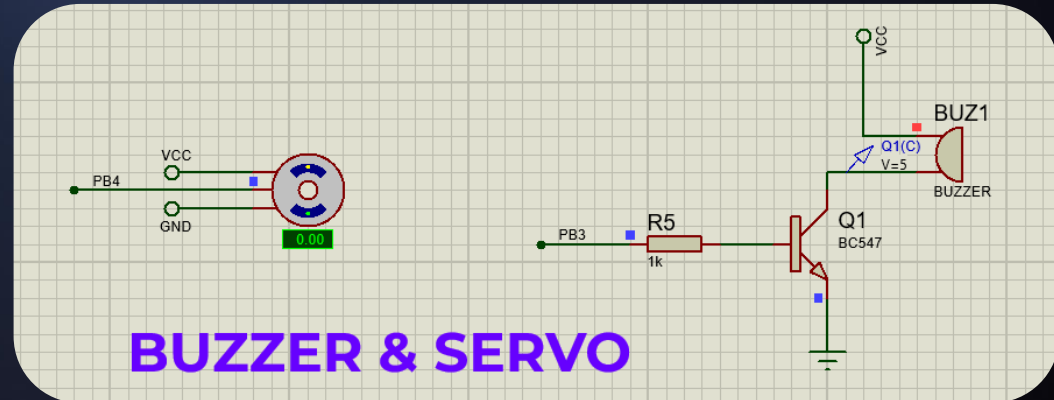 VCC
PB4
GND
0.00
VCC
BUZ1
Q1(C)
V=5
BUZZER
R5
PB3
1k
Q1
BC547
BUZZER & SERVO